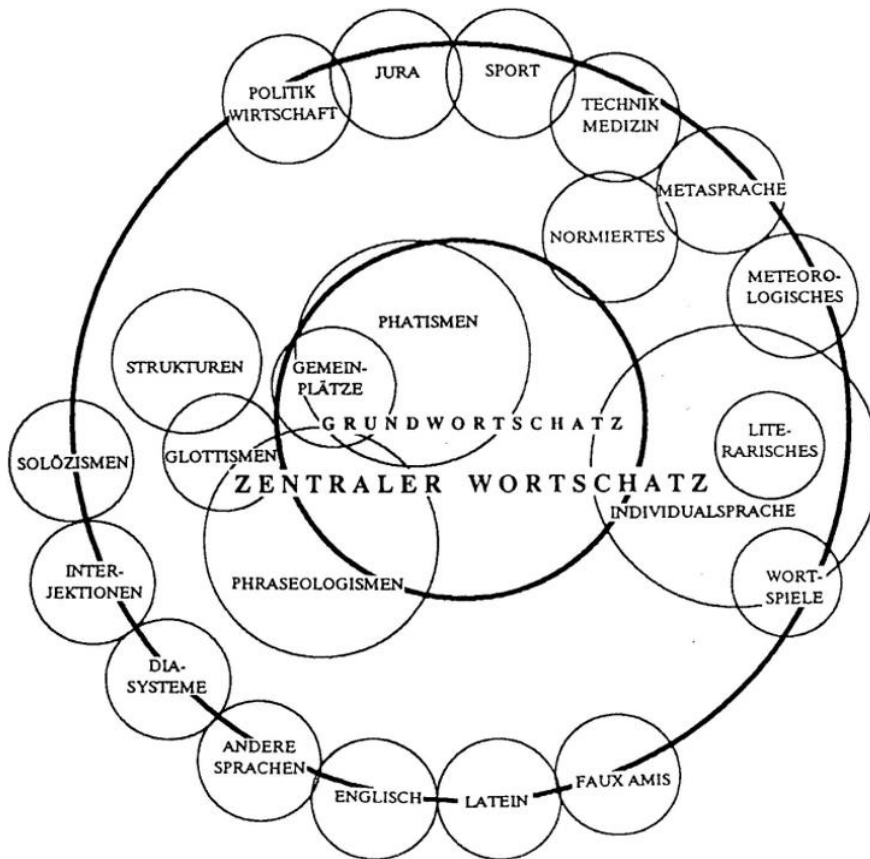 POLITIK
WIRTSCHAFT
JURA
SPORT
TECHNIK
MEDIZIN
METASPRACHE
NORMIERTES
METEORO-
LOGISCHES
PHATISMEN
STRUKTUREN
GEMEIN-
PLÄTZE
GRUNDWORTSCHATZ
LITE-
RARISCHES
SOLÖZISMEN
GLOTTISMEN
ZENTRALER WORTSCHATZ
INDIVIDUALSPRACHE
INTER-
JEKTIONEN
PHRASEOLOGISMEN
WORT-
SPIELE
DIA-
SYSTEME
ANDERE
SPRACHEN
ENGLISCH
LATEIN
FAUX AMIS